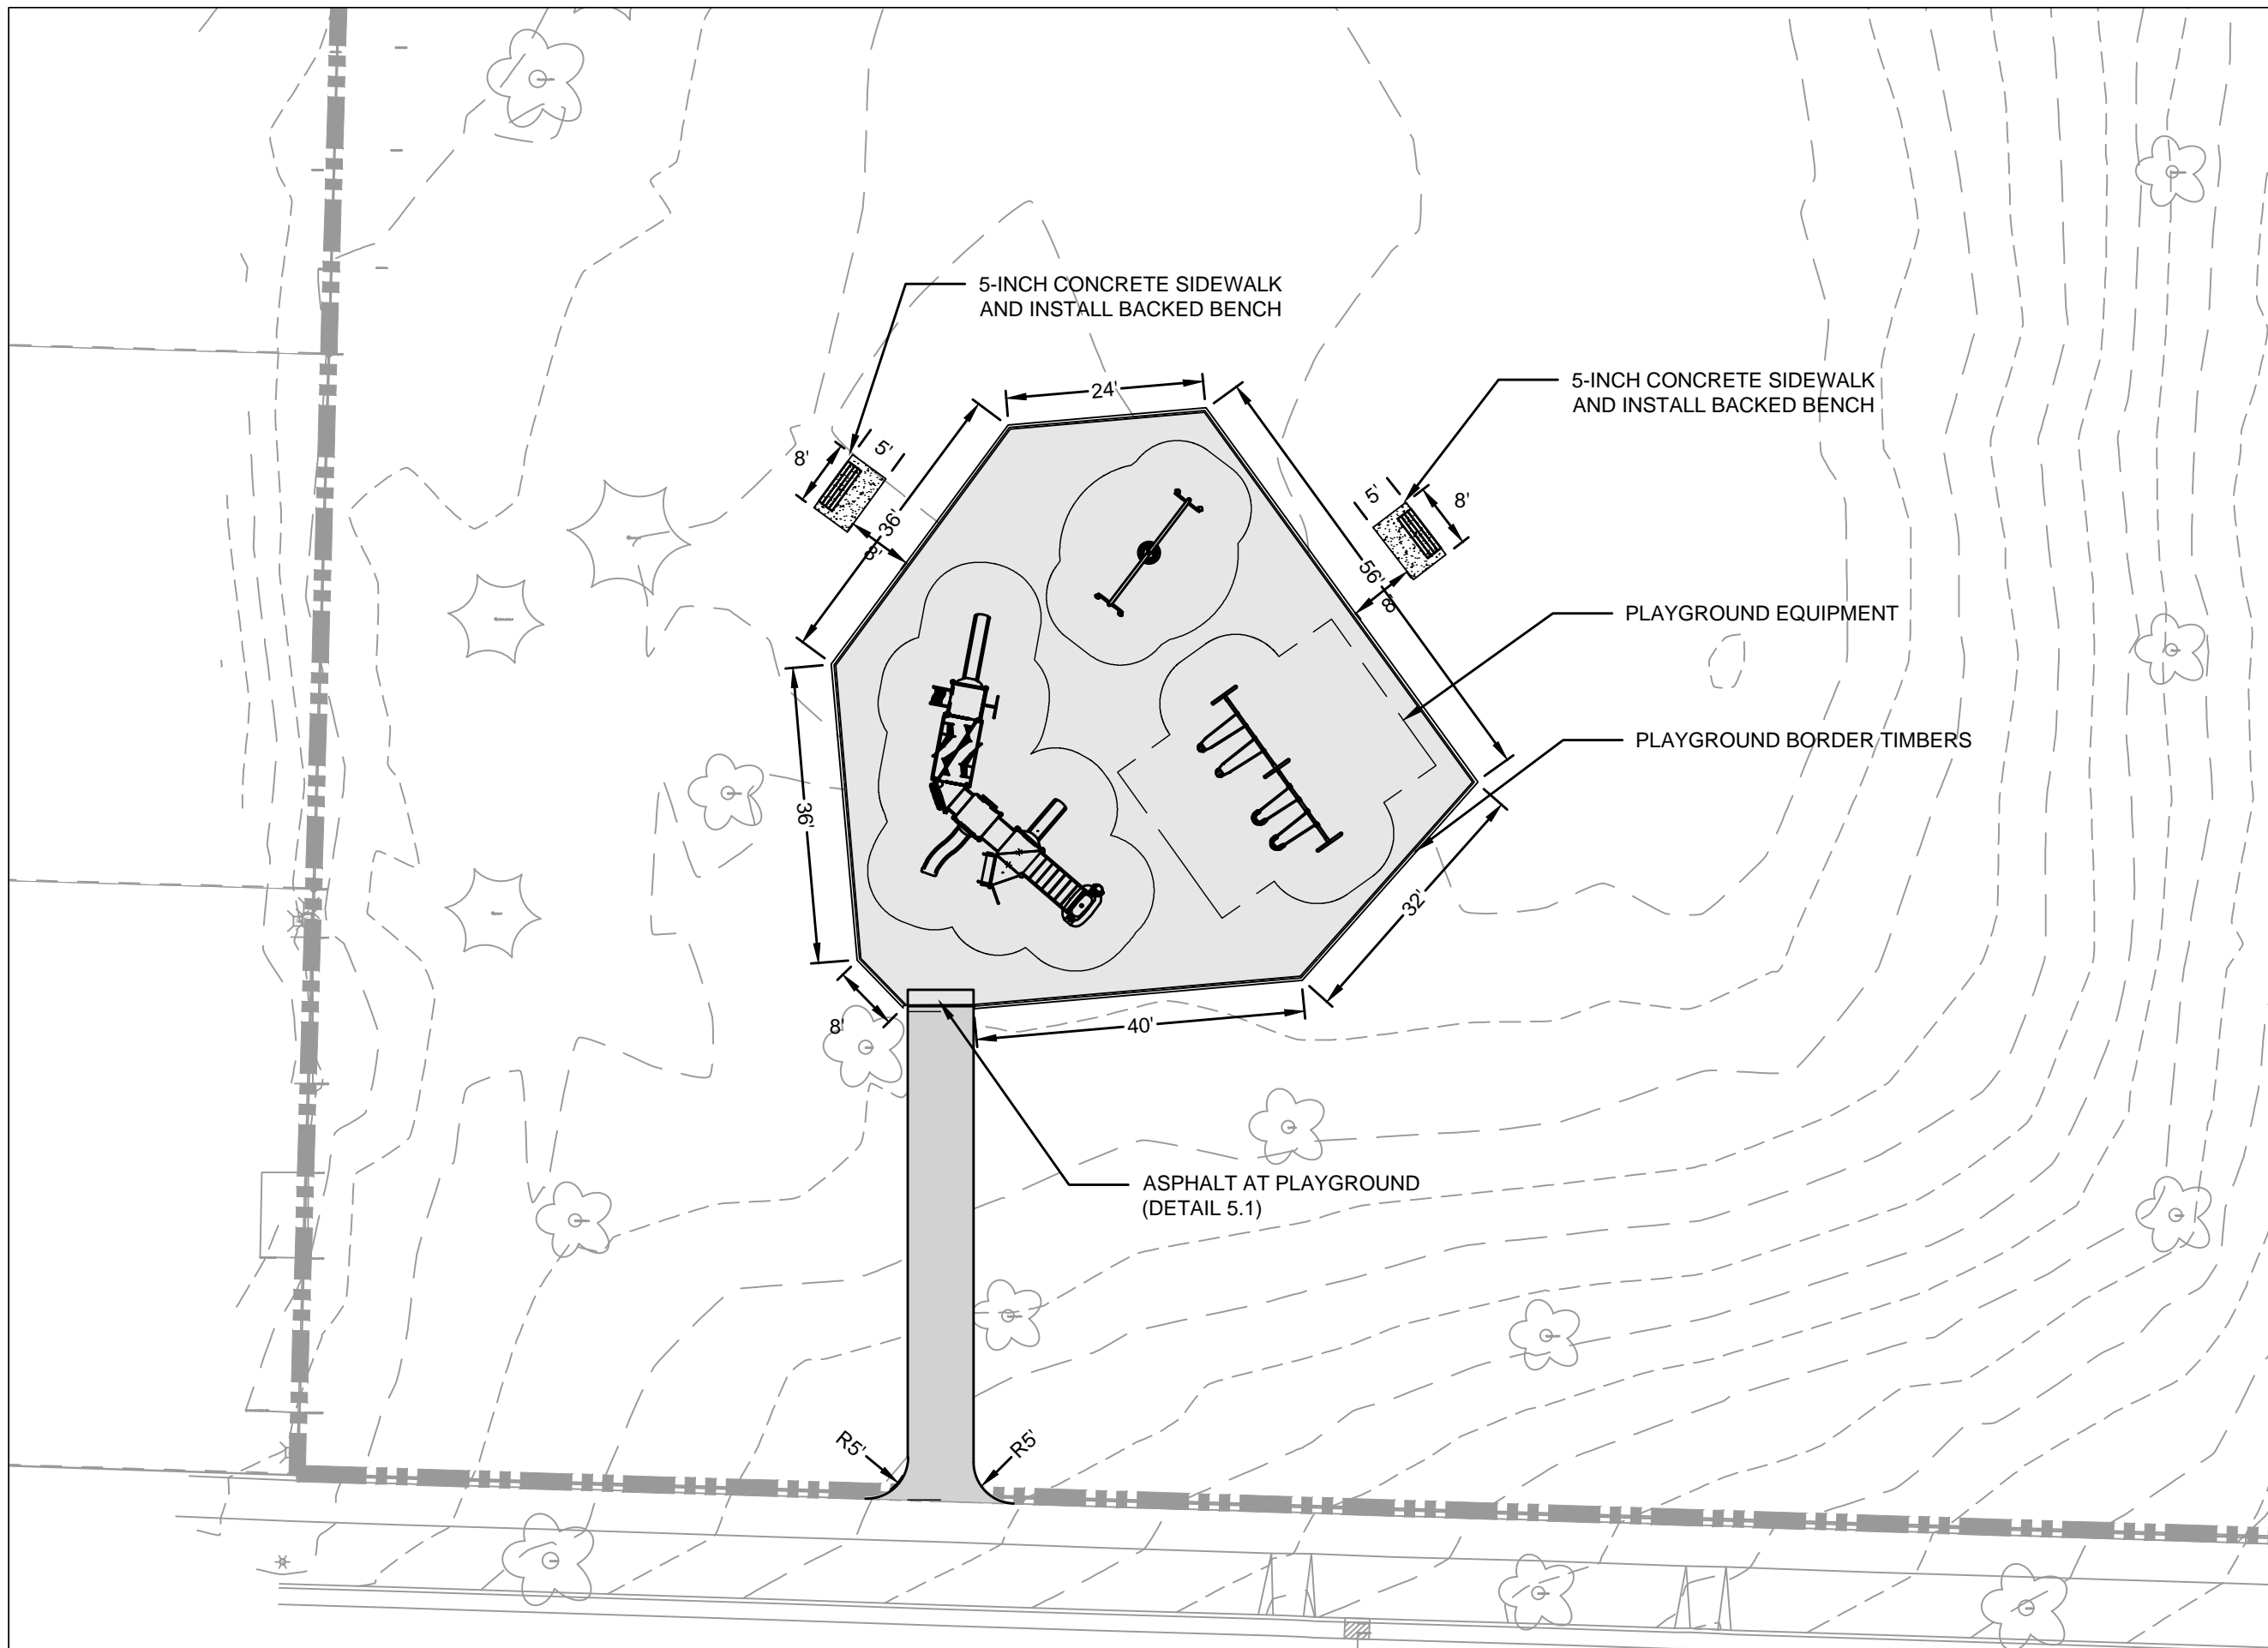 5-INCH CONCRETE SIDEWALK
AND INSTALL BACKED BENCH
5-INCH CONCRETE SIDEWALK
AND INSTALL BACKED BENCH
24'
5'
8'
36'
8'
5'
8'
56'
8'
PLAYGROUND EQUIPMENT
PLAYGROUND BORDER TIMBERS
36'
32'
8'
40'
ASPHALT AT PLAYGROUND
(DETAIL 5.1)
R5'
R5'